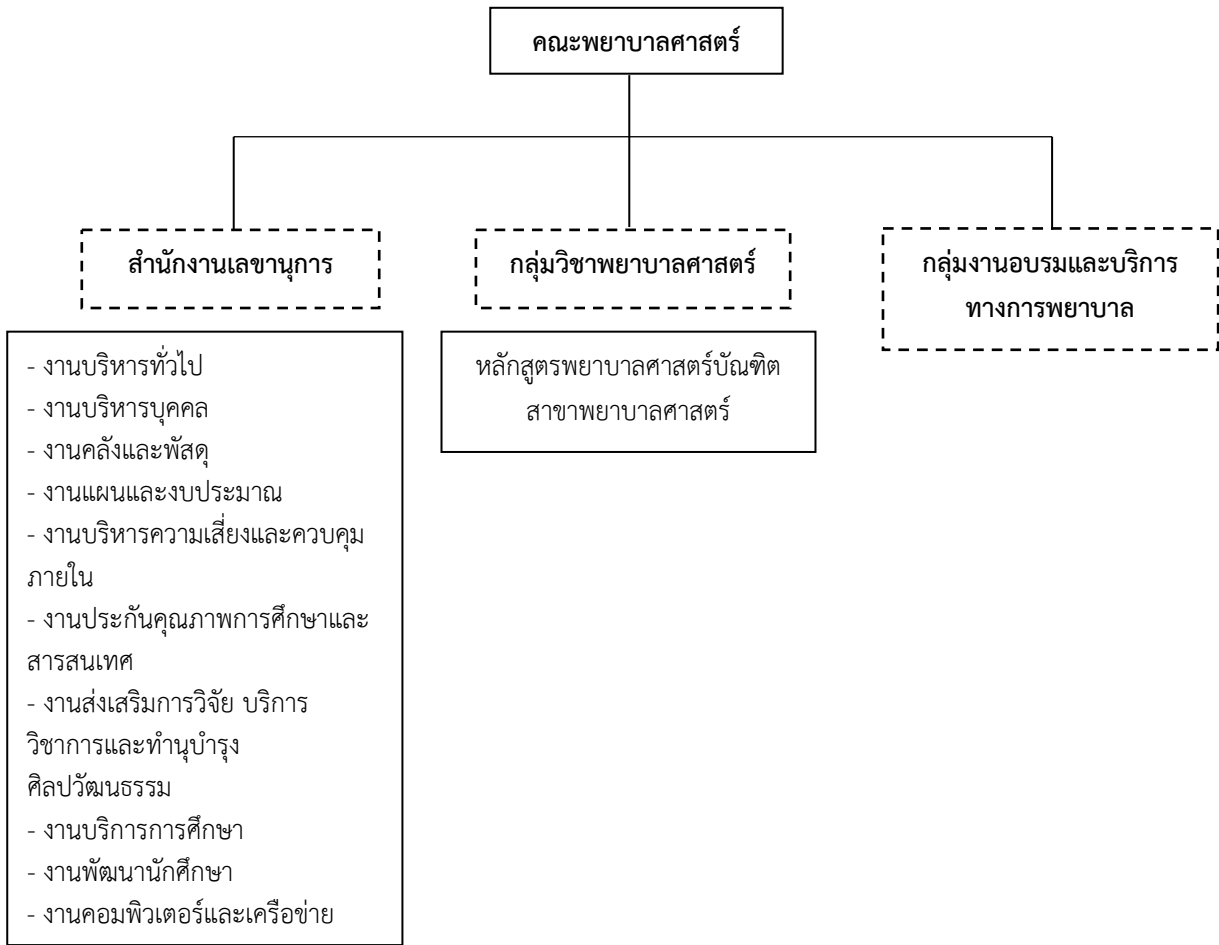 คณะพยาบาลศาสตร์
สำนักงานเลขานุการ
กลุ่มวิชาพยาบาลศาสตร์
กลุ่มงานอบรมและบริการ
ทางการพยาบาล
- งานบริหารทั่วไป
- งานบริหารบุคคล
- งานคลังและพัสดุ
- งานแผนและงบประมาณ
- งานบริหารความเสี่ยงและควบคุม
ภายใน
- งานประกันคุณภาพการศึกษาและ
สารสนเทศ
- งานส่งเสริมการวิจัย บริการ
วิชาการและทำนุบำรุง
ศิลปวัฒนธรรม
- งานบริการการศึกษา
- งานพัฒนานักศึกษา
- งานคอมพิวเตอร์และเครือข่าย
หลักสูตรพยาบาลศาสตร์บัณฑิต
สาขาพยาบาลศาสตร์